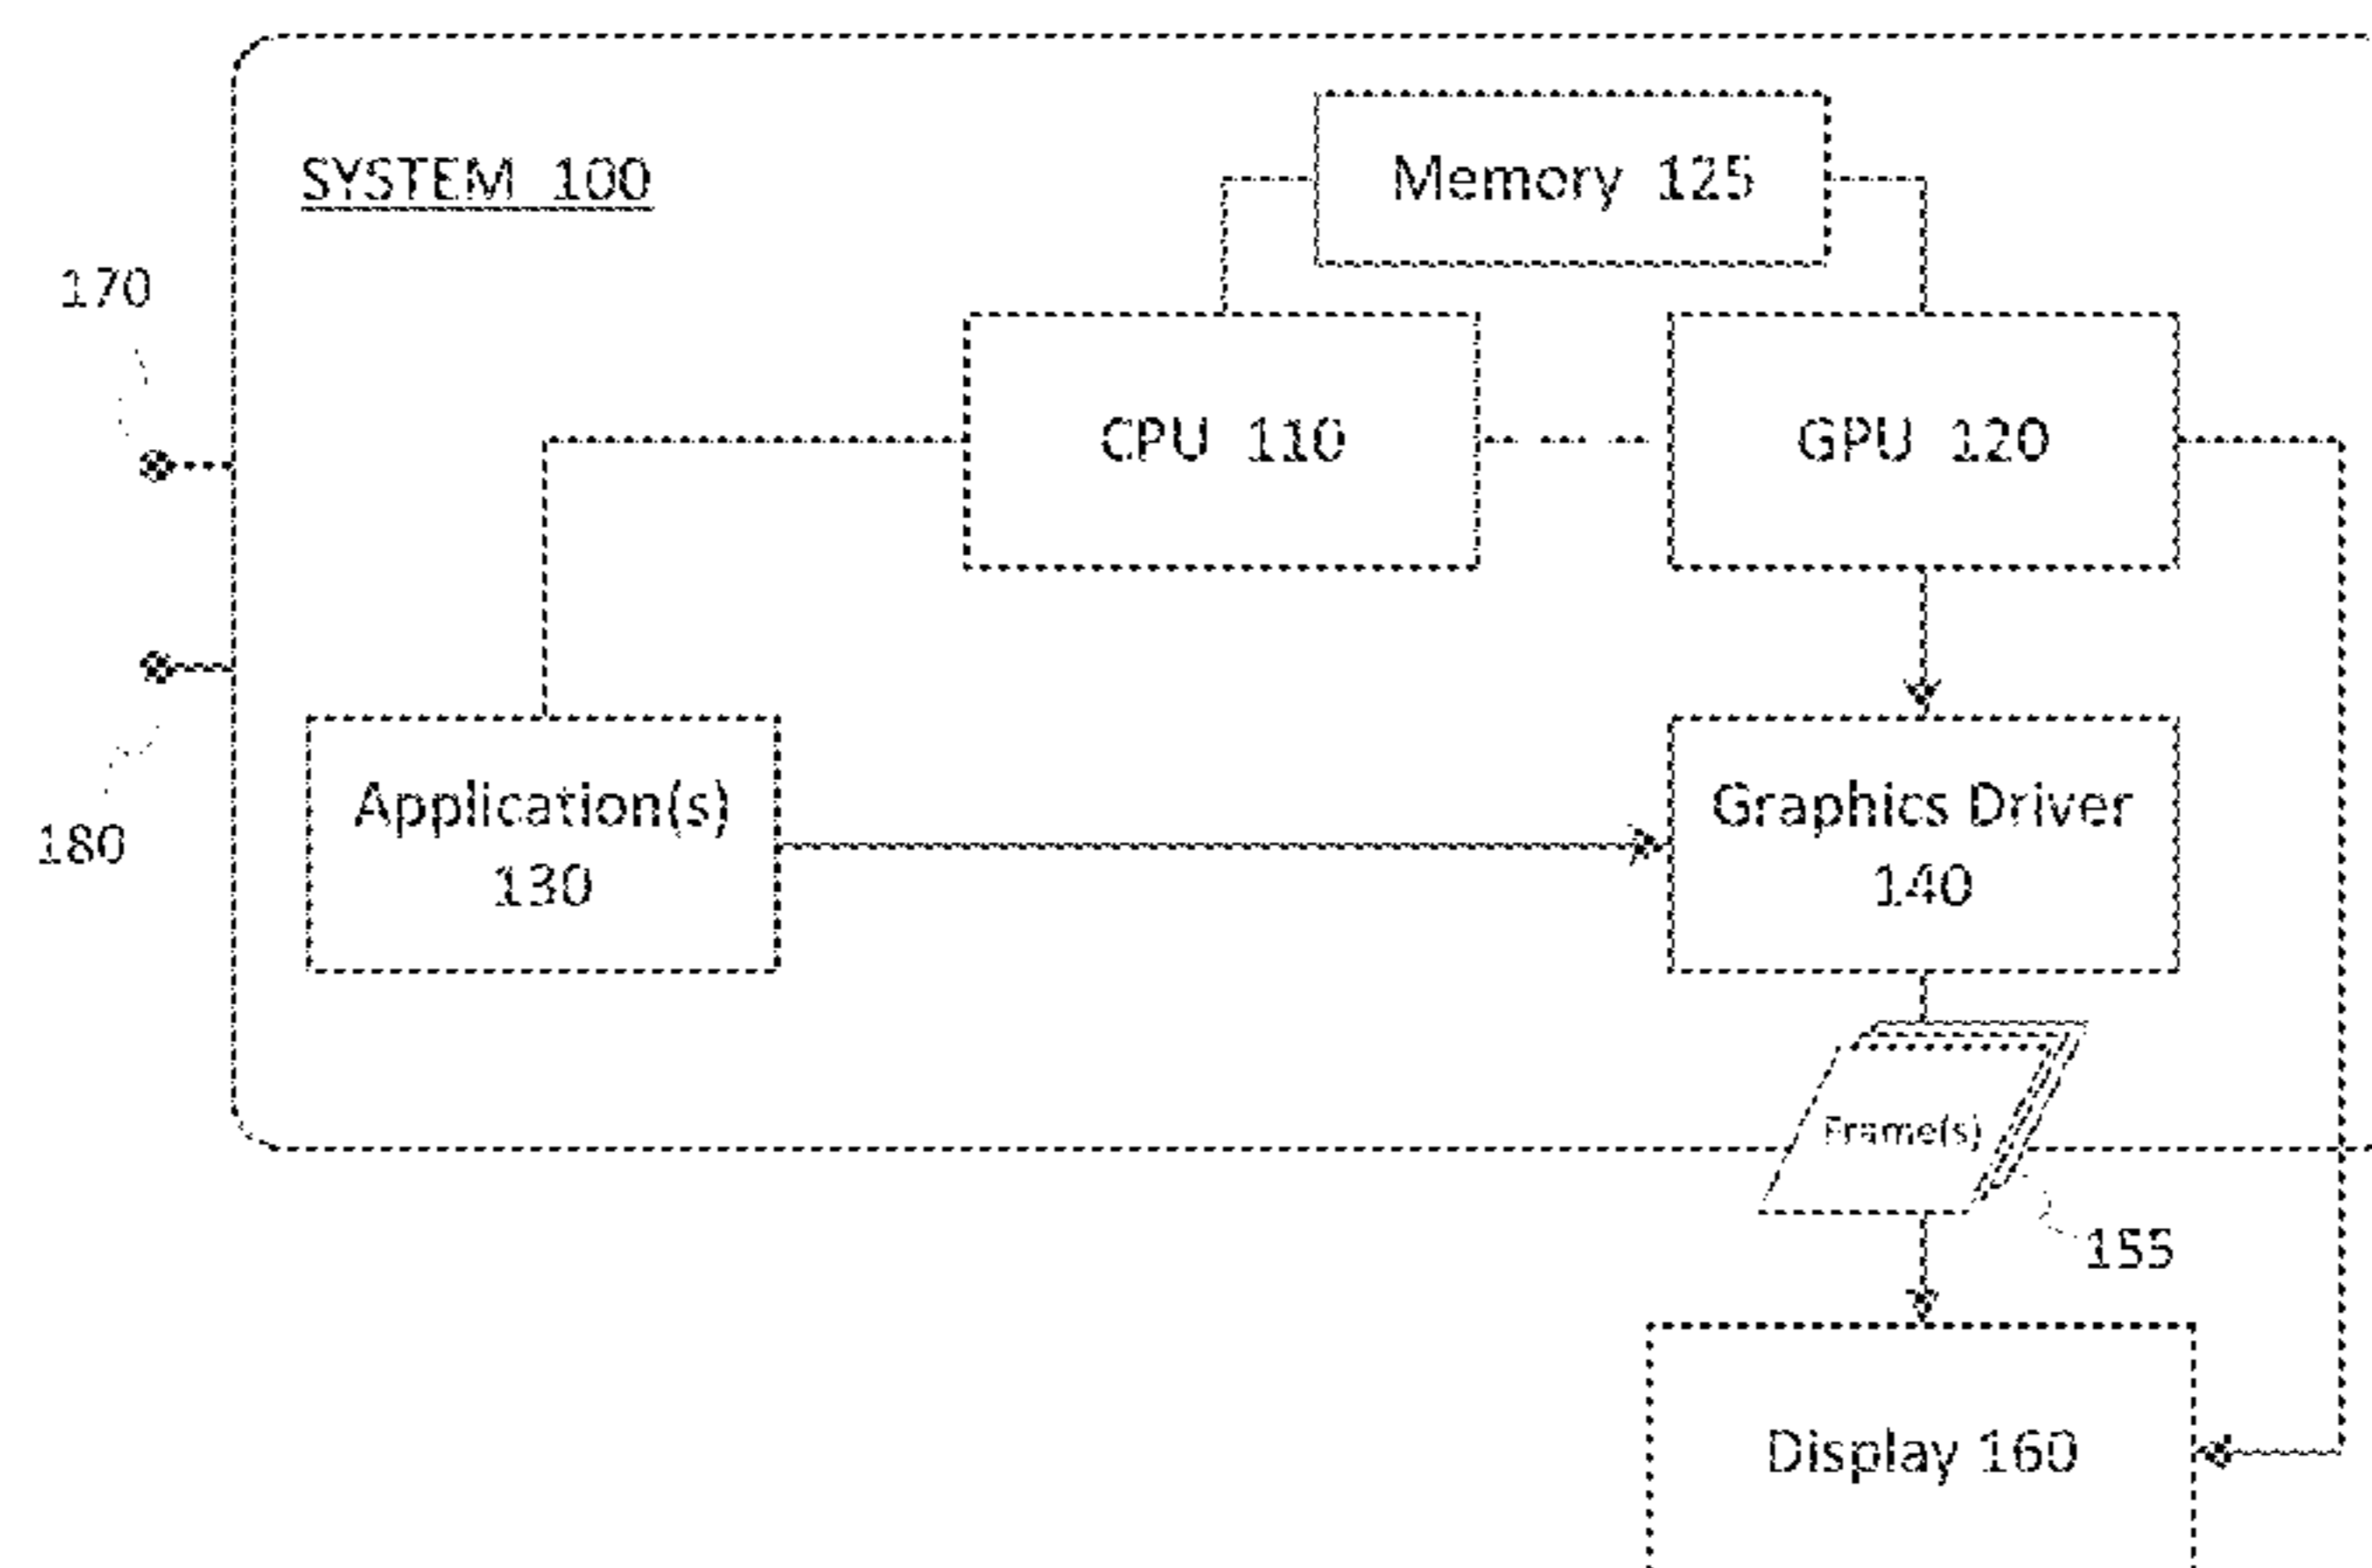 SYSTEM 100
Memory 125
170
CPU 110
GPU 120
Application(s)
130
Graphics Driver
140
180
Frame(s)
155
Display 160